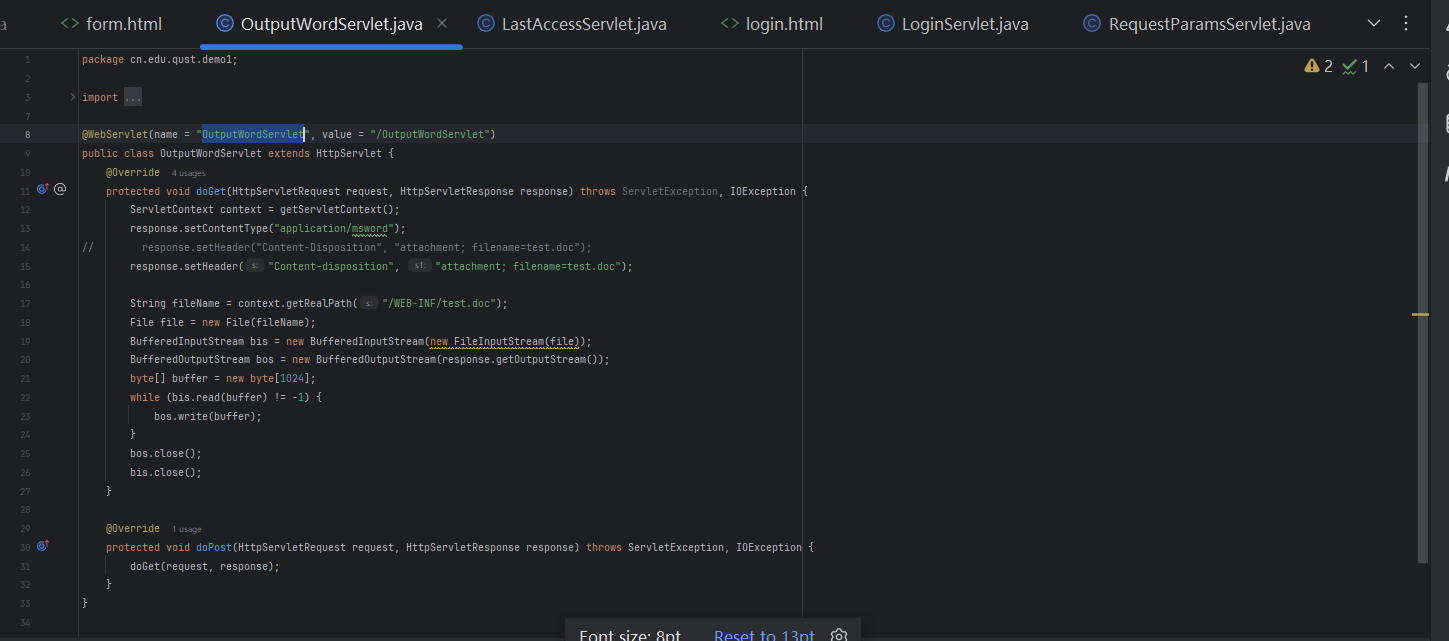 a form.html OutputWordServlet.java LastAccessServlet.java login.html LoginServlet.java RequestParamsServlet.java
1 package cn.edu.qust.demo1;
2
3 import ...
7
8 @WebServlet(name = "OutputWordServlet", value = "/OutputWordServlet")
9 public class OutputWordServlet extends HttpServlet {
10 @Override 4 usages
11 protected void doGet(HttpServletRequest request, HttpServletResponse response) throws ServletException, IOException {
12 ServletContext context = getServletContext();
13 response.setContentType("application/msword");
14 // response.setHeader("Content-Disposition", "attachment; filename=test.doc");
15 response.setHeader( s: "Content-disposition", s1: "attachment; filename=test.doc");
16
17 String fileName = context.getRealPath( s: "/WEB-INF/test.doc");
18 File file = new File(fileName);
19 BufferedInputStream bis = new BufferedInputStream(new FileInputStream(file));
20 BufferedOutputStream bos = new BufferedOutputStream(response.getOutputStream());
21 byte[] buffer = new byte[1024];
22 while (bis.read(buffer) != -1) {
23 bos.write(buffer);
24 }
25 bos.close();
26 bis.close();
27 }
28
29 @Override 1 usage
30 protected void doPost(HttpServletRequest request, HttpServletResponse response) throws ServletException, IOException {
31 doGet(request, response);
32 }
33 }
34
2 1
Font size: 8pt Reset to 13pt